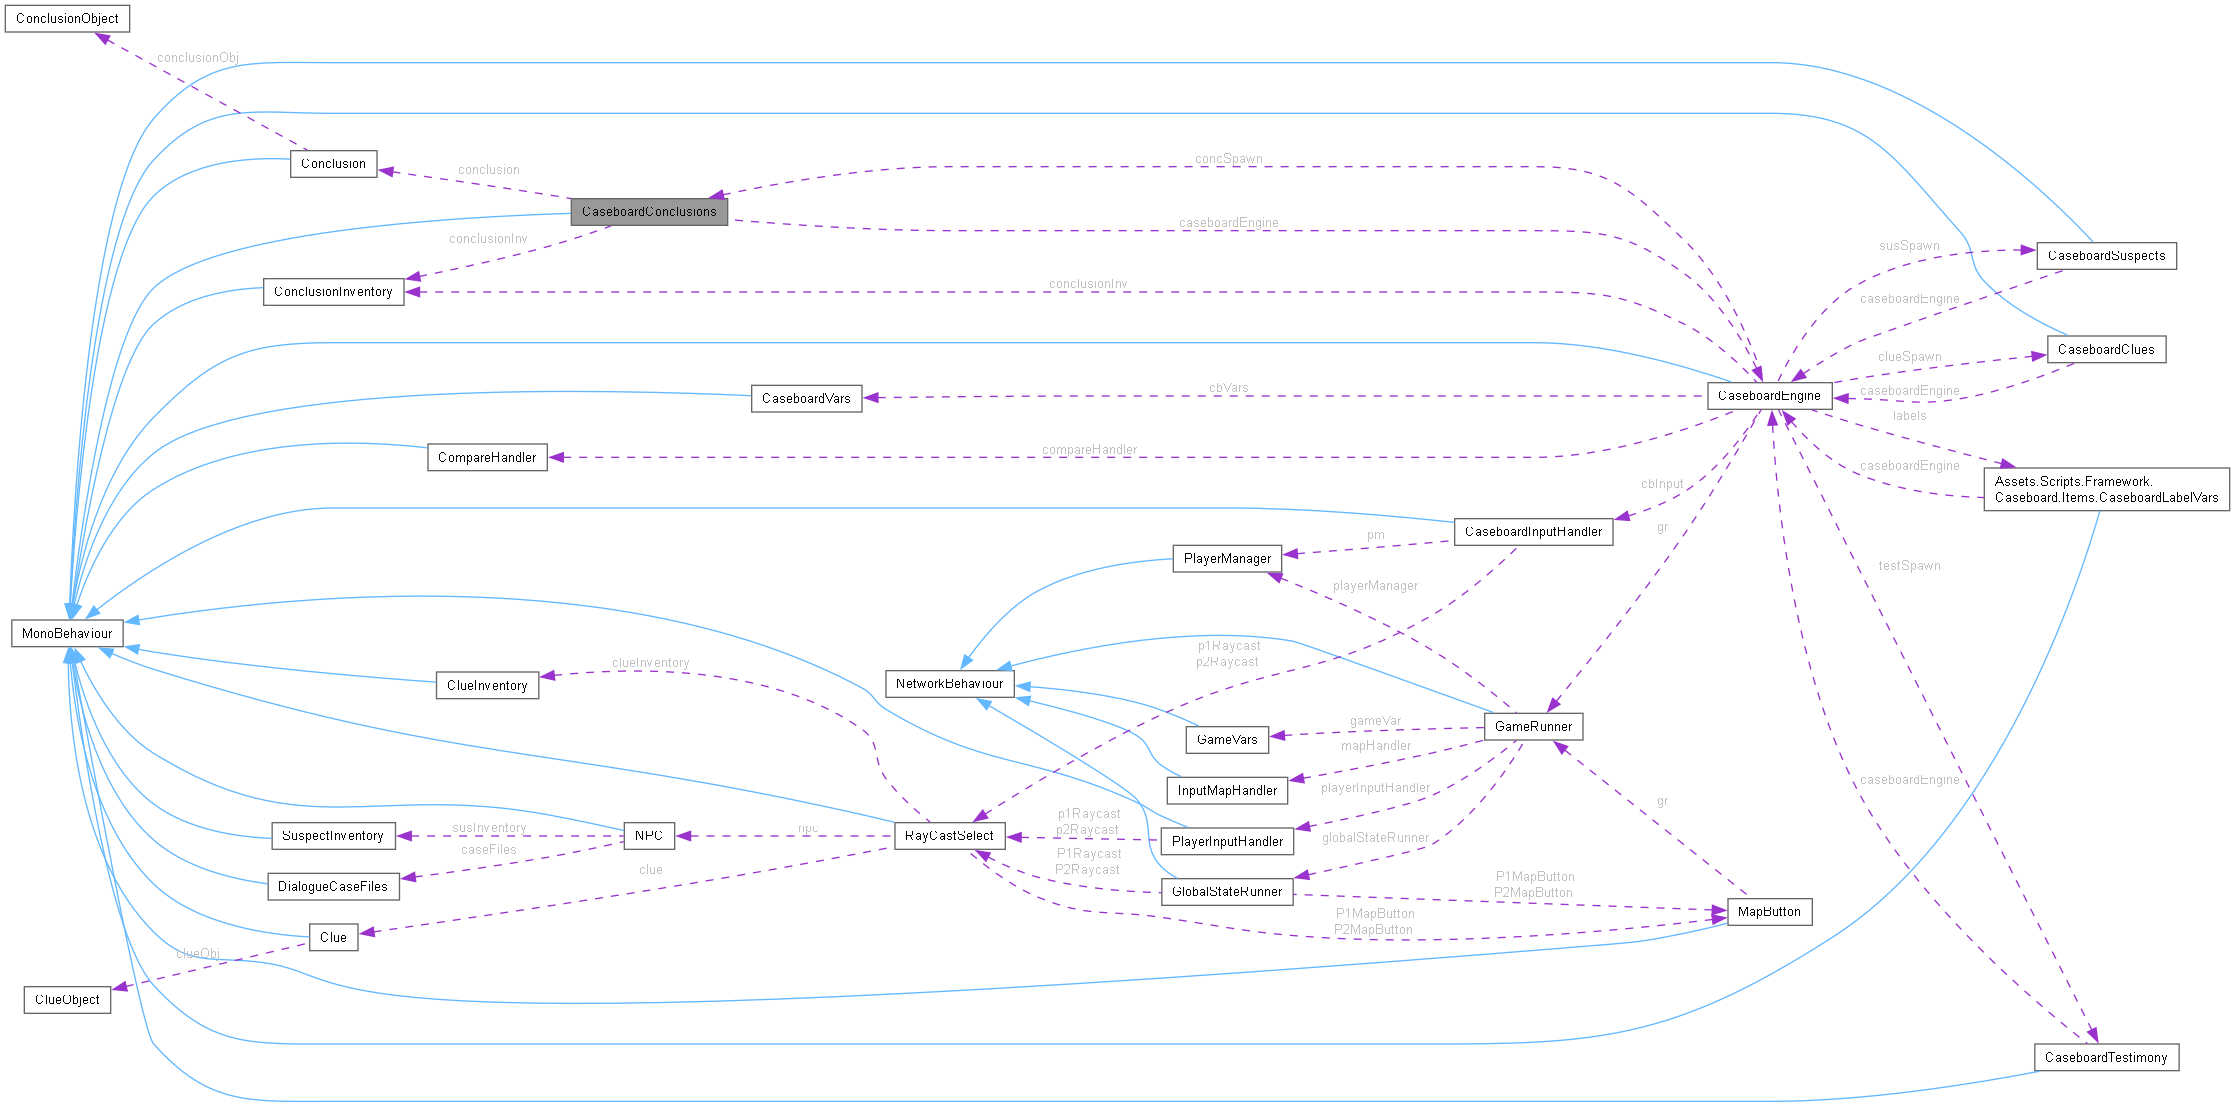 ConclusionObject
conclusionObj
Conclusion
conclusion
concSpawn
CaseboardConclusions
caseboardEngine
conclusionInv
susSpawn
CaseboardSuspects
ConclusionInventory
conclusionInv
caseboardEngine
CaseboardClues
clueSpawn
cbVars
caseboardEngine
CaseboardVars
CaseboardEngine
labels
compareHandler
CompareHandler
caseboardEngine
Assets.Scripts.Framework.
Caseboard.Items.CaseboardLabelVars
cbInput
gr
CaseboardInputHandler
pm
PlayerManager
testSpawn
playerManager
MonoBehaviour
p1Raycast
p2Raycast
clueInventory
ClueInventory
NetworkBehaviour
gameVar
GameRunner
GameVars
mapHandler
InputMapHandler
playerInputHandler
caseboardEngine
gr
p1Raycast
p2Raycast
susInventory
npc
SuspectInventory
NPC
RayCastSelect
PlayerInputHandler
globalStateRunner
caseFiles
P1Raycast
P2Raycast
clue
DialogueCaseFiles
GlobalStateRunner
P1MapButton
P2MapButton
MapButton
P1MapButton
P2MapButton
Clue
clueObj
ClueObject
CaseboardTestimony